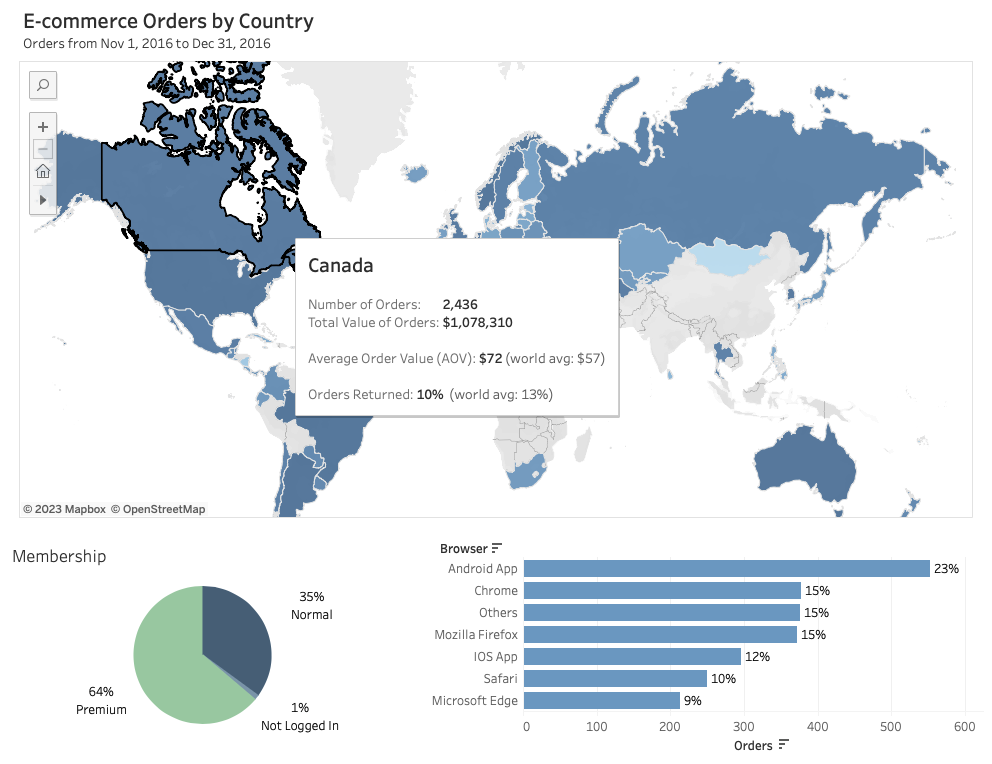 E-commerce Orders by Country
Orders from Nov 1, 2016 to Dec 31, 2016
Canada
Number of Orders: 2,436
Total Value of Orders: $1,078,310
Average Order Value (AOV): $72 (world avg: $57)
Orders Returned: 10% (world avg: 13%)
© 2023 Mapbox © OpenStreetMap
Membership
35%
Normal
64%
Premium
1%
Not Logged In
Browser
Android App 23%
Chrome 15%
Others 15%
Mozilla Firefox 15%
IOS App 12%
Safari 10%
Microsoft Edge 9%
0 100 200 300 400 500 600
Orders